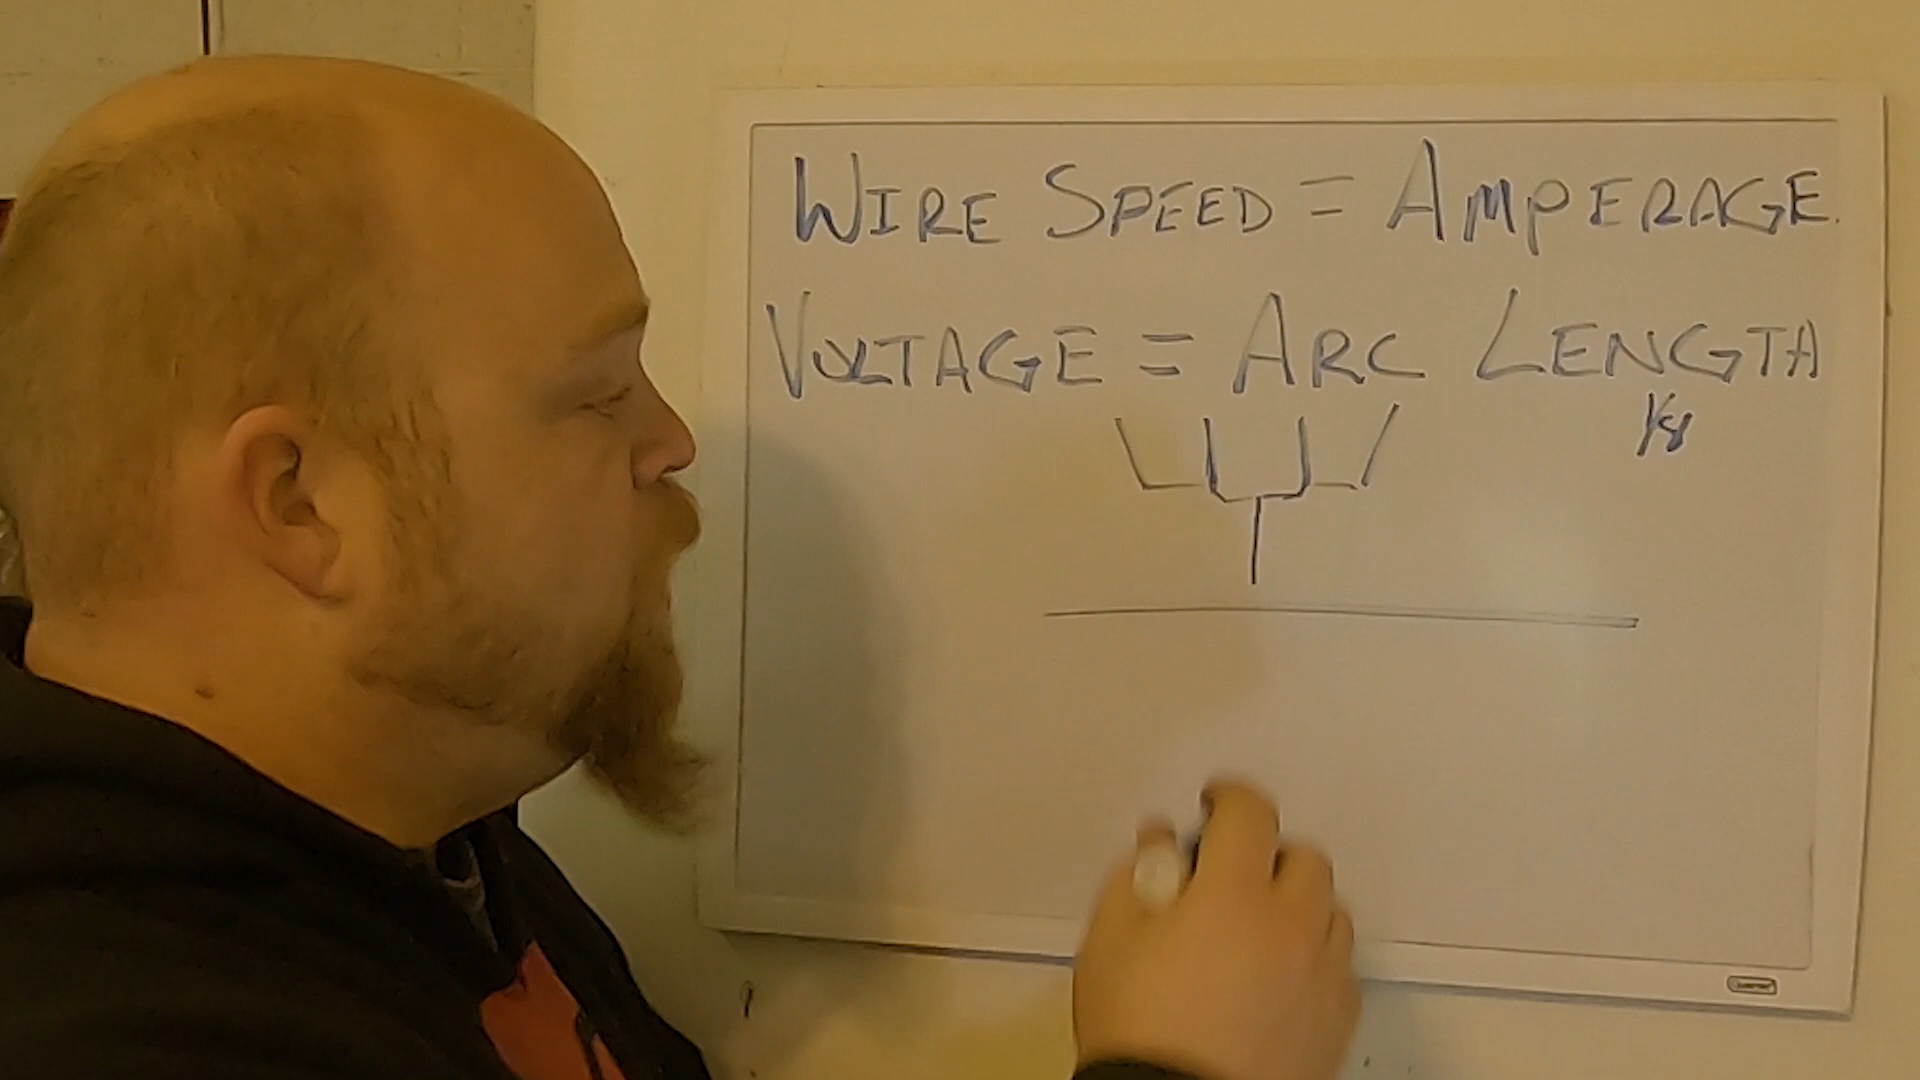 WIRE SPEED = AMPERAGE.
VOLTAGE = ARC LENGTH
1/8